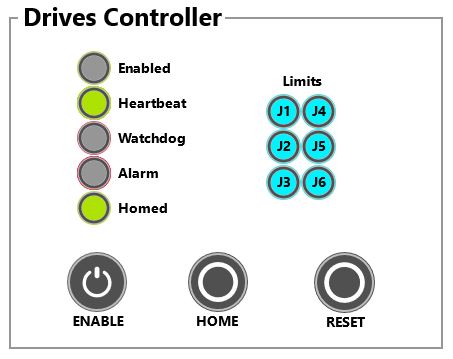 Drives Controller
Enabled
Heartbeat
Watchdog
Alarm
Homed
Limits
J1 J4
J2 J5
J3 J6
ENABLE
HOME
RESET